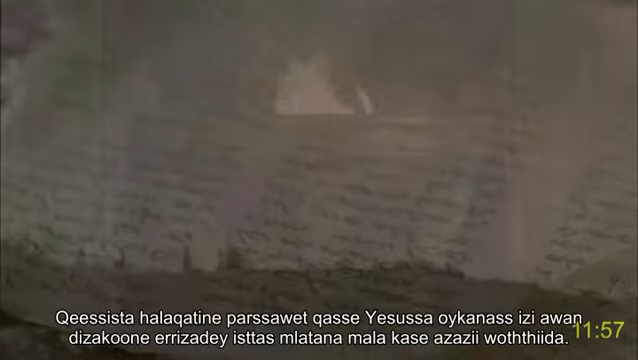 Qeessista halaqatine parssawet qasse Yesussa oykanass izi awan
dizakoone errizadey isttas mlatana mala kase azazii woththiida.
11:57